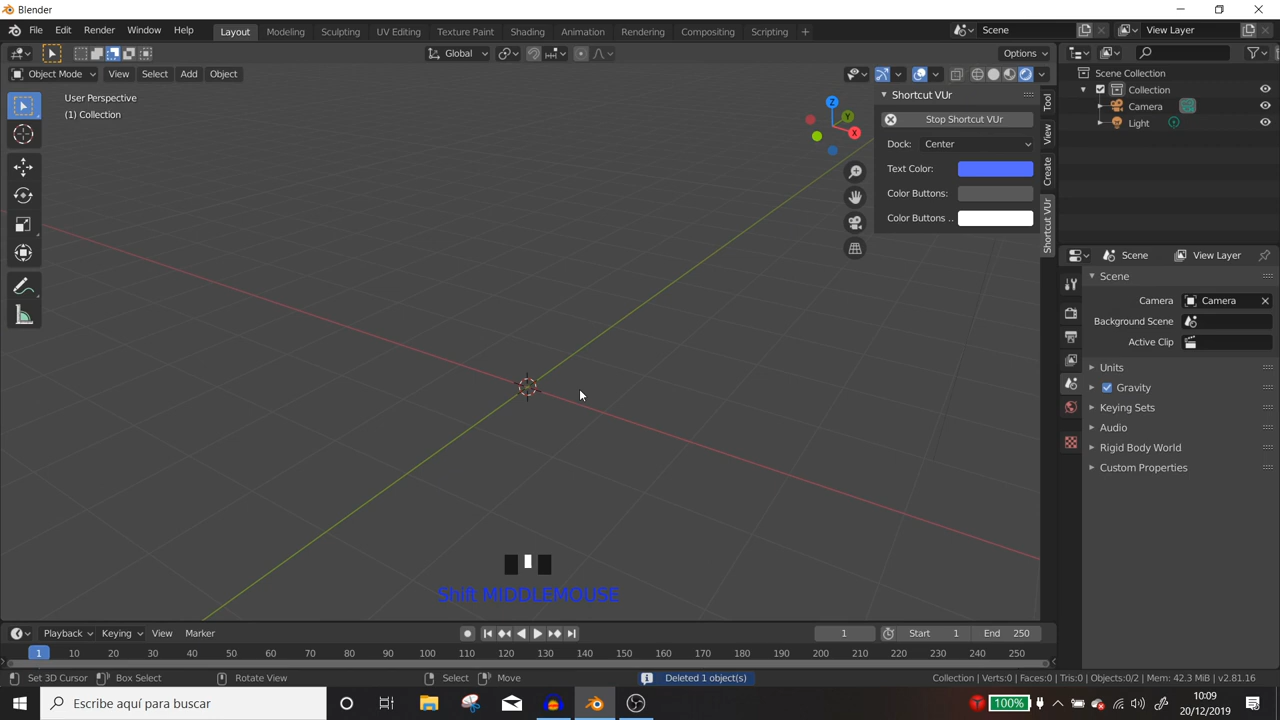 Blender
File Edit Render Window Help Layout Modeling Sculpting UV Editing Texture Paint Shading Animation Rendering Compositing Scripting + Scene View Layer
Global Options
Object Mode View Select Add Object
User Perspective
(1) Collection
Z
Y
X
Shortcut VUr
Stop Shortcut VUr
Dock: Center
Text Color:
Color Buttons:
Color Buttons ..
Tool
View
Create
Shortcut VUr
Scene Collection
Collection
Camera
Light
Scene View Layer
Scene
Camera Camera
Background Scene
Active Clip
Units
Gravity
Keying Sets
Audio
Rigid Body World
Custom Properties
Shift MIDDLEMOUSE
Playback Keying View Marker 1 Start 1 End 250
1 10 20 30 40 50 60 70 80 90 100 110 120 130 140 150 160 170 180 190 200 210 220 230 240 250
Set 3D Cursor Box Select Rotate View Select Move Deleted 1 object(s) Collection | Verts:0 | Faces:0 | Tris:0 | Objects:0/2 | Mem: 42.3 MiB | v2.81.16
Escribe aquí para buscar 100% 10:09
20/12/2019